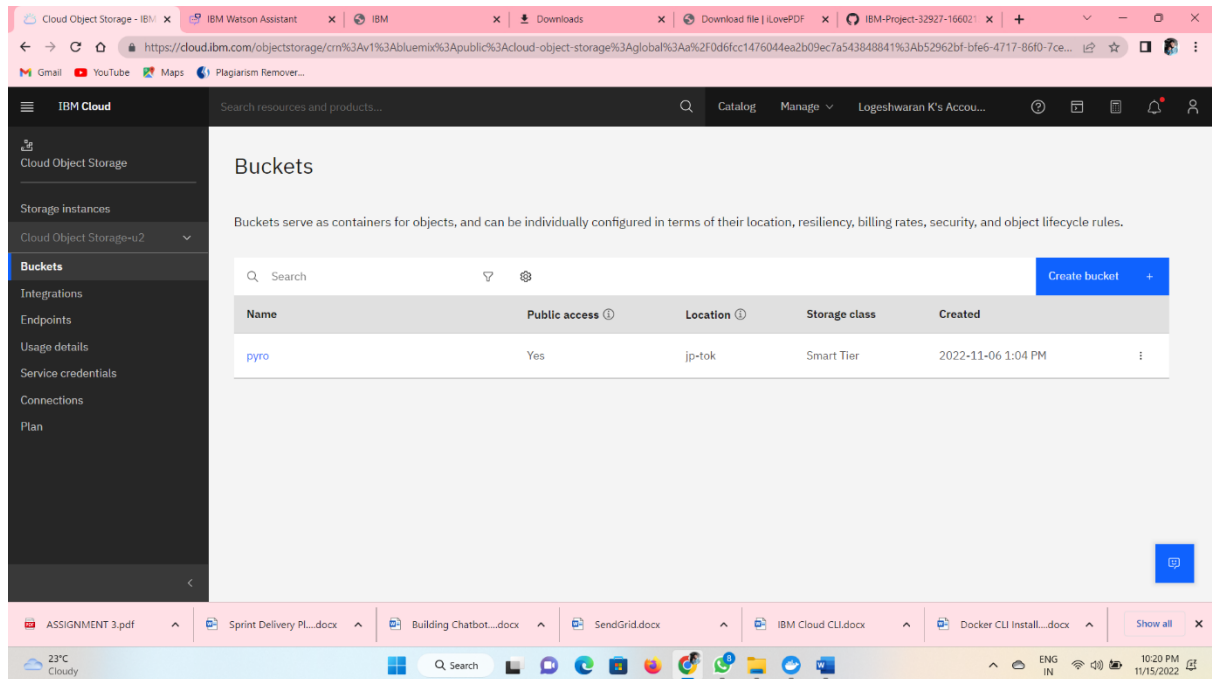 Cloud Object Storage - IBM
IBM Watson Assistant
IBM
Downloads
Download file | iLovePDF
IBM-Project-32927-166021
https://cloud.ibm.com/objectstorage/crn%3Av1%3Abluemix%3Apublic%3Acloud-object-storage%3Aglobal%3Aa%2F0d6fcc1476044ea2b09ec7a543848841%3Ab52962bf-bfe6-4717-86f0-7ce...
Gmail YouTube Maps Plagiarism Remover...
IBM Cloud
Search resources and products...
Catalog
Manage
Logeshwaran K's Accou...
Cloud Object Storage
Storage instances
Cloud Object Storage-u2
Buckets
Integrations
Endpoints
Usage details
Service credentials
Connections
Plan
Buckets
Buckets serve as containers for objects, and can be individually configured in terms of their location, resiliency, billing rates, security, and object lifecycle rules.
Search
Create bucket +
Name Public access Location Storage class Created
pyro Yes jp-tok Smart Tier 2022-11-06 1:04 PM
ASSIGNMENT 3.pdf
Sprint Delivery Pl....docx
Building Chatbot....docx
SendGrid.docx
IBM Cloud CLI.docx
Docker CLI Install....docx
Show all
23°C
Cloudy
Search
8
ENG
IN
10:20 PM
11/15/2022